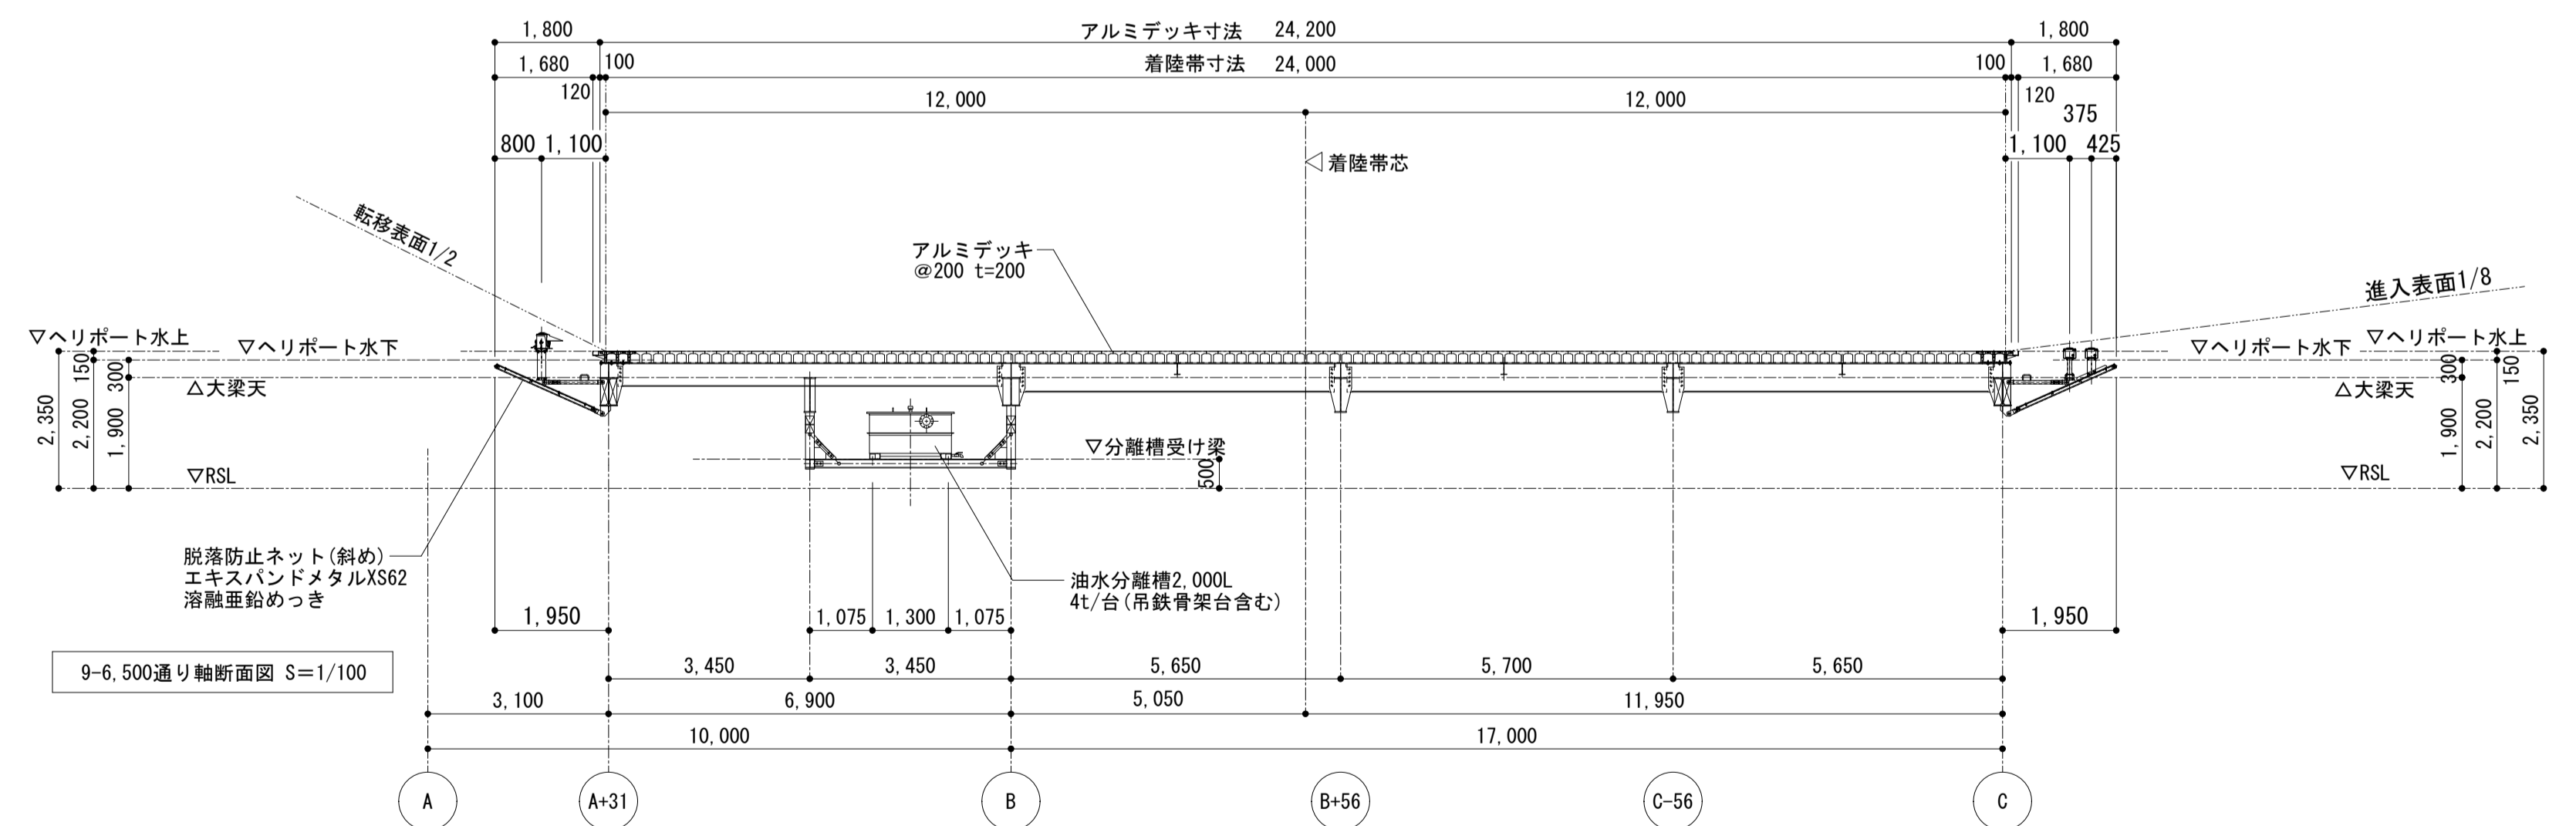 1,800
アルミデッキ寸法 24,200
1,800
1,680
100
着陸帯寸法 24,000
100
1,680
120
12,000
12,000
120
375
800
1,100
1,100
425
着陸帯芯
転移表面1/2
アルミデッキ
@200 t=200
進入表面1/8
▽ヘリポート水上
▽ヘリポート水下
▽ヘリポート水下
▽ヘリポート水上
2,350
2,200
150
1,900
300
△大梁天
▽RSL
▽分離槽受け梁
500
300
150
△大梁天
1,900
2,200
2,350
▽RSL
脱落防止ネット(斜め)
エキスパンドメタルXS62
溶融亜鉛めっき
油水分離槽2,000L
4t/台(吊鉄骨架台含む)
1,950
1,075
1,300
1,075
1,950
9-6,500通り軸断面図 S=1/100
3,450
3,450
5,650
5,700
5,650
3,100
6,900
5,050
11,950
10,000
17,000
A
A+31
B
B+56
C-56
C